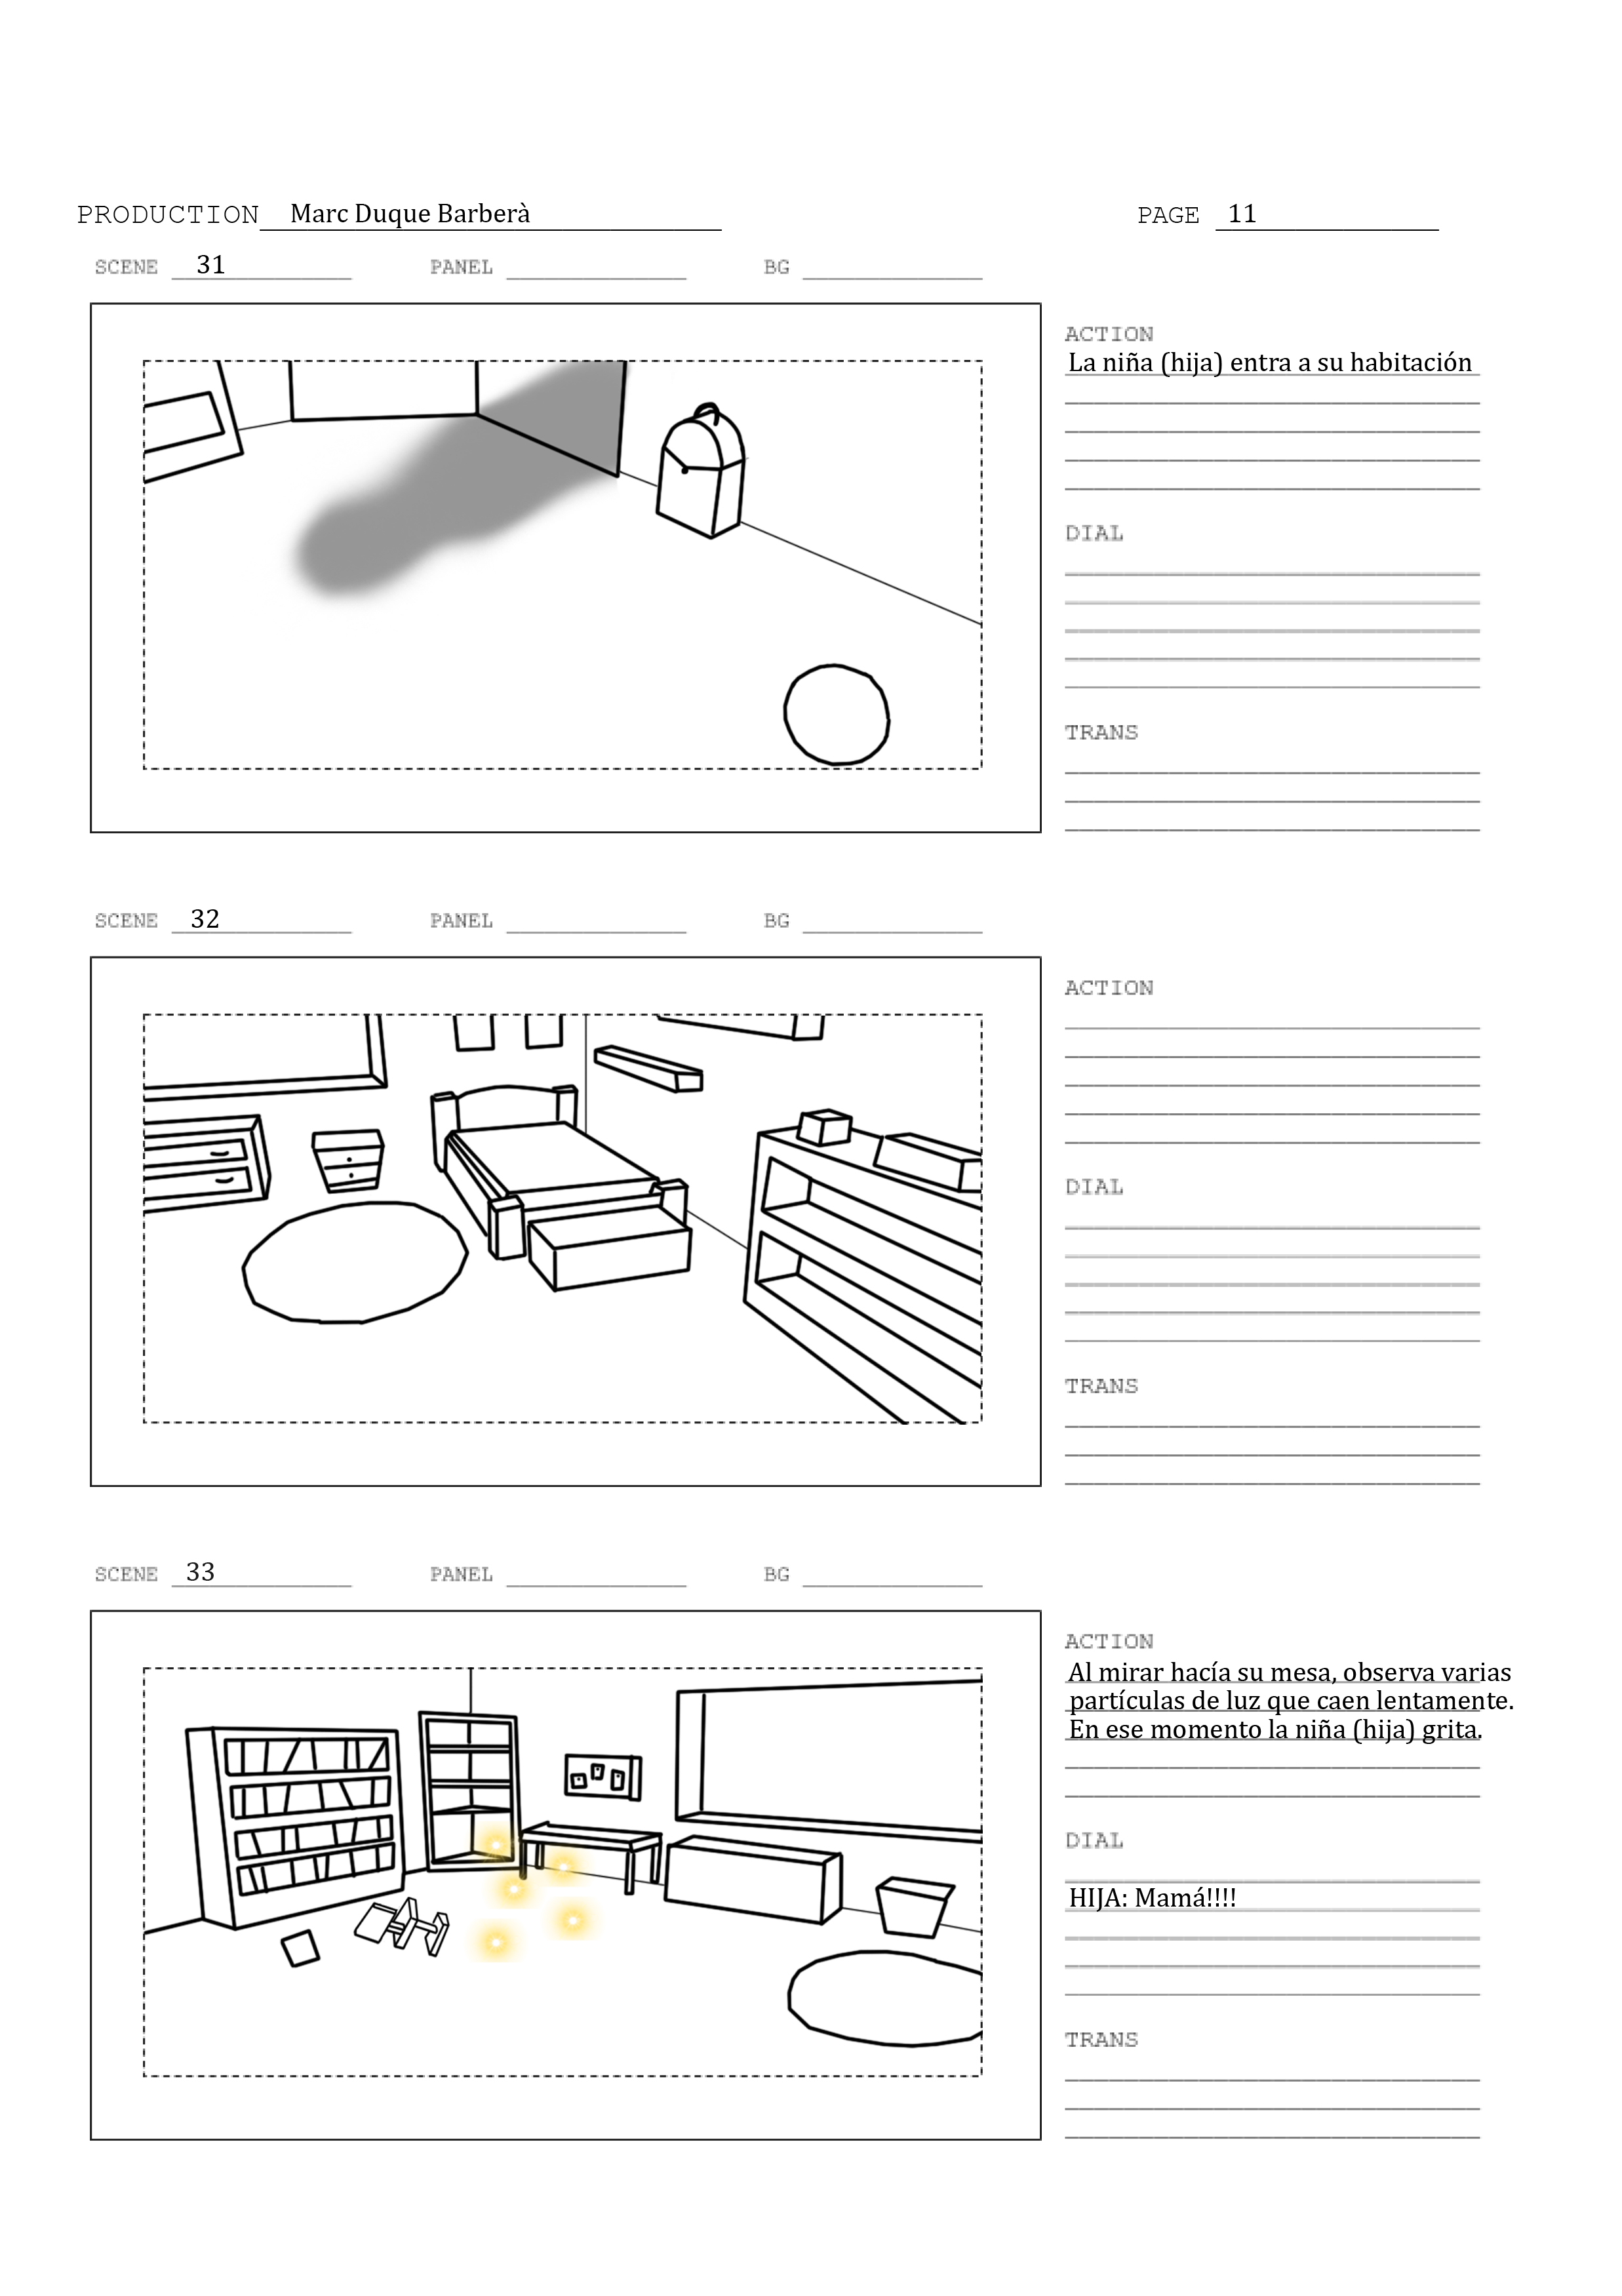 PRODUCTION Marc Duque Barberà PAGE 11
SCENE 31 PANEL BG
ACTION
La niña (hija) entra a su habitación
DIAL
TRANS
SCENE 32 PANEL BG
ACTION
DIAL
TRANS
SCENE 33 PANEL BG
ACTION
Al mirar hacía su mesa, observa varias
partículas de luz que caen lentamente.
En ese momento la niña (hija) grita.
DIAL
HIJA: Mamá!!!!
TRANS